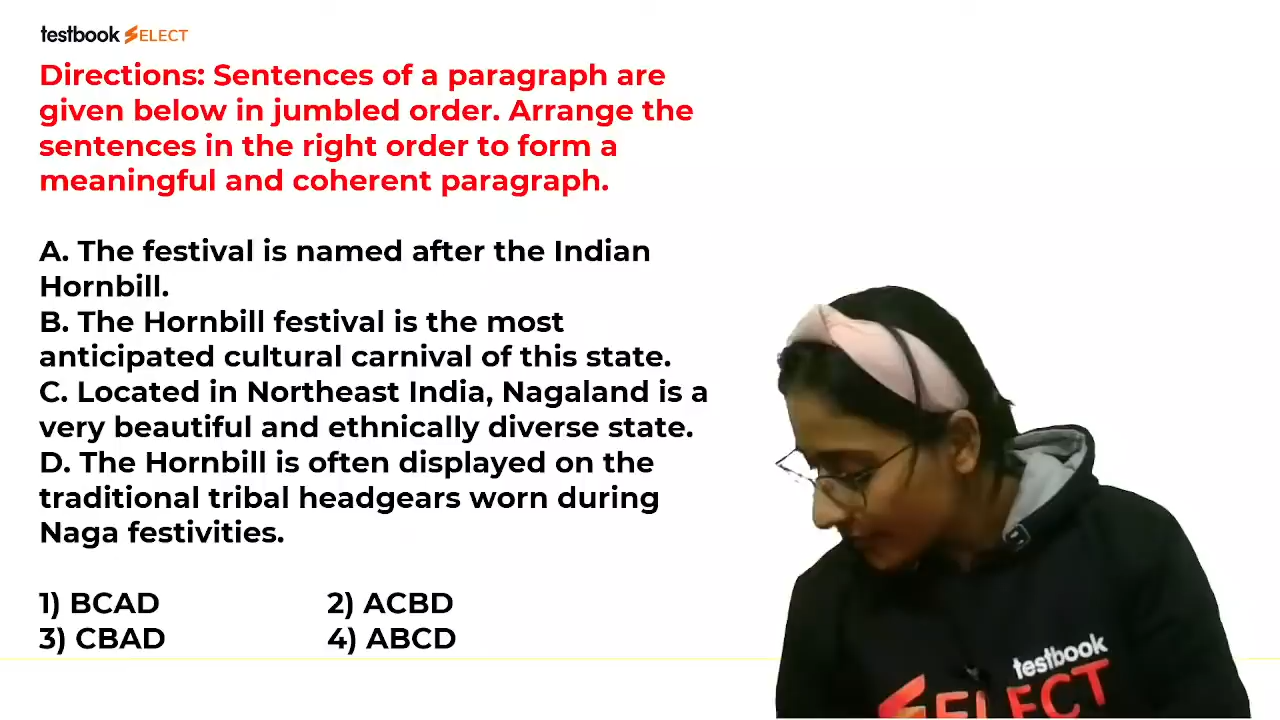 testbook SELECT
Directions: Sentences of a paragraph are
given below in jumbled order. Arrange the
sentences in the right order to form a
meaningful and coherent paragraph.
A. The festival is named after the Indian
Hornbill.
B. The Hornbill festival is the most
anticipated cultural carnival of this state.
C. Located in Northeast India, Nagaland is a
very beautiful and ethnically diverse state.
D. The Hornbill is often displayed on the
traditional tribal headgears worn during
Naga festivities.
1) BCAD 2) ACBD
3) CBAD 4) ABCD
testbook
SELECT